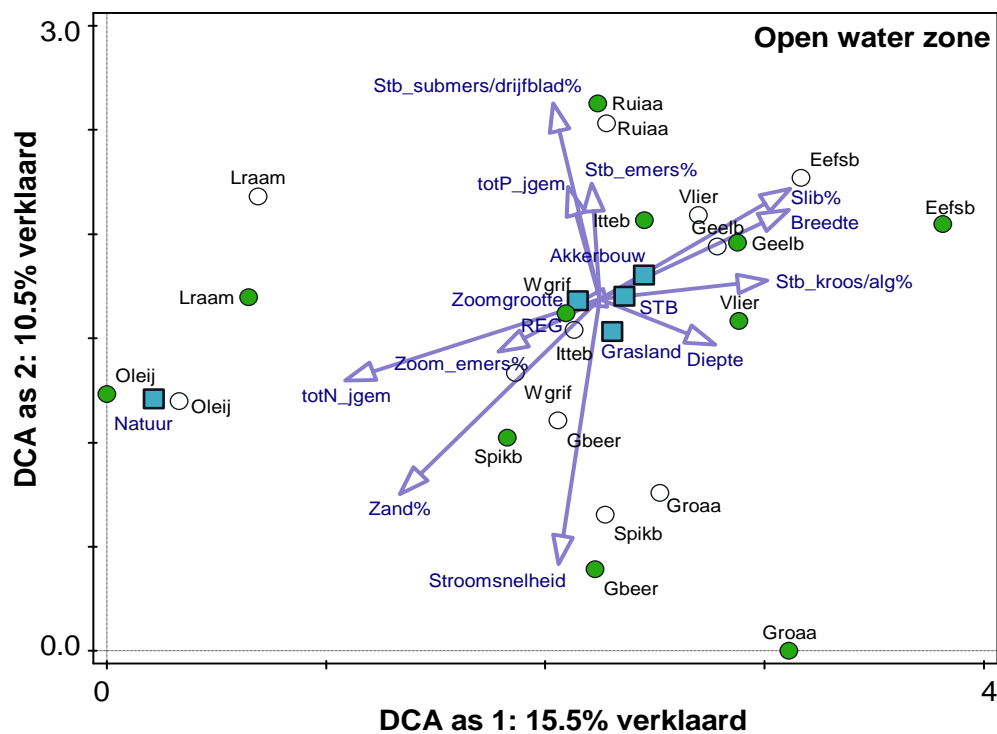 3.0
Open water zone
Stb_submers/drijfblad%
Ruiaa
Ruiaa
Eefsb
Stb_emers%
Lraam
totP_jgem
Vlier
Slib%
Eefsb
Itteb
Geelb
Breedte
Geelb
Akkerbouw
Wgrif
Stb_kroos/alg%
Lraam
Zoomgrootte
STB
Vlier
REG
Itteb
Grasland
Diepte
Zoom_emers%
Oleij
totN_jgem
Wgrif
Oleij
Natuur
Gbeer
Spikb
Zand%
Groaa
Spikb
Stroomsnelheid
Gbeer
Groaa
0.0
0
4
DCA as 1: 15.5% verklaard
DCA as 2: 10.5% verklaard